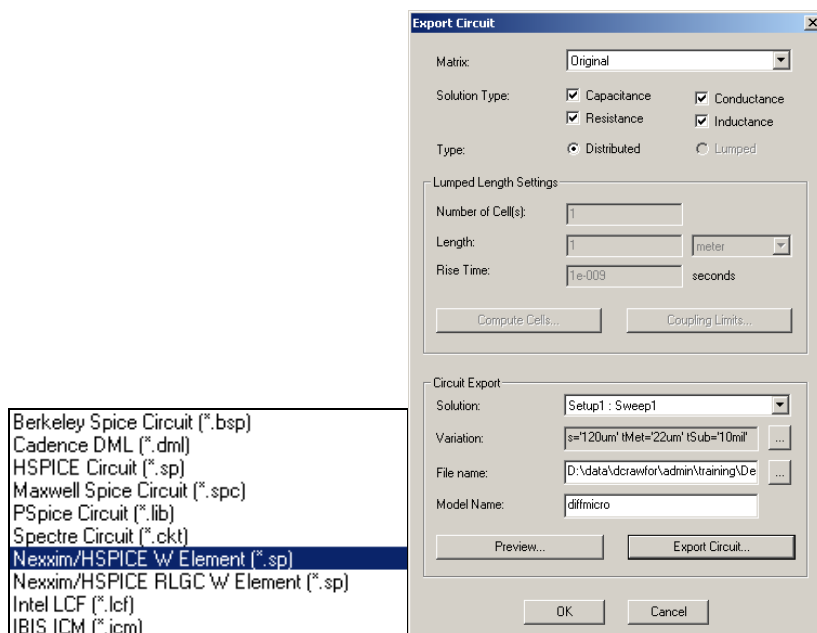 Export Circuit
Matrix: Original
Solution Type: Capacitance Conductance
Resistance Inductance
Type: Distributed Lumped
Lumped Length Settings
Number of Cell(s): 1
Length: 1 meter
Rise Time: 1e-009 seconds
Compute Cells... Coupling Limits...
Circuit Export
Solution: Setup1 : Sweep1
Variation: s='120um' tMet='22um' tSub='10mil' ...
File name: D:\data\dcrawfor\admin\training\De ...
Model Name: diffmicro
Preview... Export Circuit...
OK Cancel
Berkeley Spice Circuit (*.bsp)
Cadence DML (*.dml)
HSPICE Circuit (*.sp)
Maxwell Spice Circuit (*.spc)
PSpice Circuit (*.lib)
Spectre Circuit (*.ckt)
Nexxim/HSPICE W Element (*.sp)
Nexxim/HSPICE RLGC W Element (*.sp)
Intel LCF (*.lcf)
IBIS ICM (*.icm)